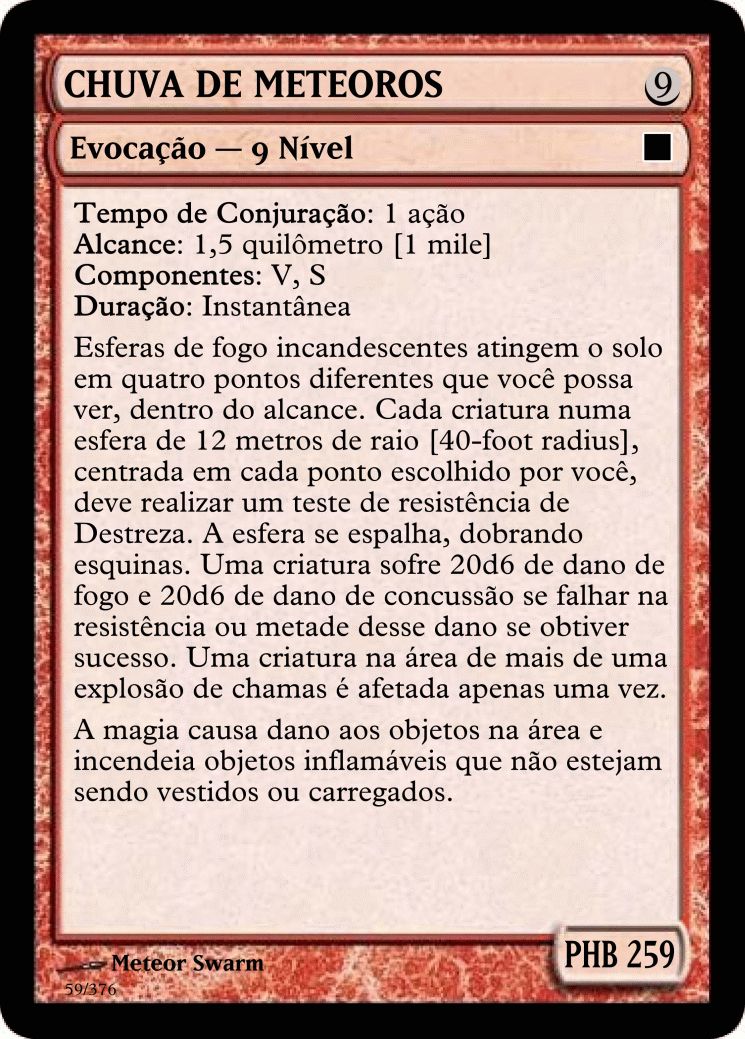 CHUVA DE METEOROS
9
Evocação — 9 Nível
Tempo de Conjuração: 1 ação
Alcance: 1,5 quilômetro [1 mile]
Componentes: V, S
Duração: Instantânea
Esferas de fogo incandescentes atingem o solo
em quatro pontos diferentes que você possa
ver, dentro do alcance. Cada criatura numa
esfera de 12 metros de raio [40-foot radius],
centrada em cada ponto escolhido por você,
deve realizar um teste de resistência de
Destreza. A esfera se espalha, dobrando
esquinas. Uma criatura sofre 20d6 de dano de
fogo e 20d6 de dano de concussão se falhar na
resistência ou metade desse dano se obtiver
sucesso. Uma criatura na área de mais de uma
explosão de chamas é afetada apenas uma vez.
A magia causa dano aos objetos na área e
incendeia objetos inflamáveis que não estejam
sendo vestidos ou carregados.
PHB 259
Meteor Swarm
59/376